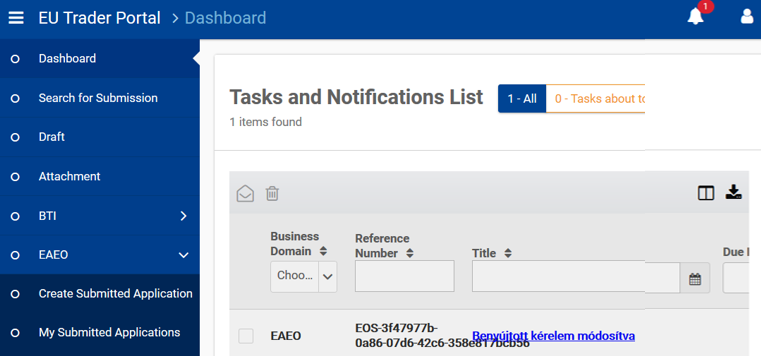 EU Trader Portal > Dashboard
1
Dashboard
Search for Submission
Draft
Attachment
BTI
EAEO
Create Submitted Application
My Submitted Applications
Tasks and Notifications List
1 - All
0 - Tasks about to
1 items found
Business
Domain
Reference
Number
Title
Due
Choo...
EAEO
EOS-3f47977b-
0a86-07d6-42c6-358e817bcb56
Benyújtott kérelem módosítva